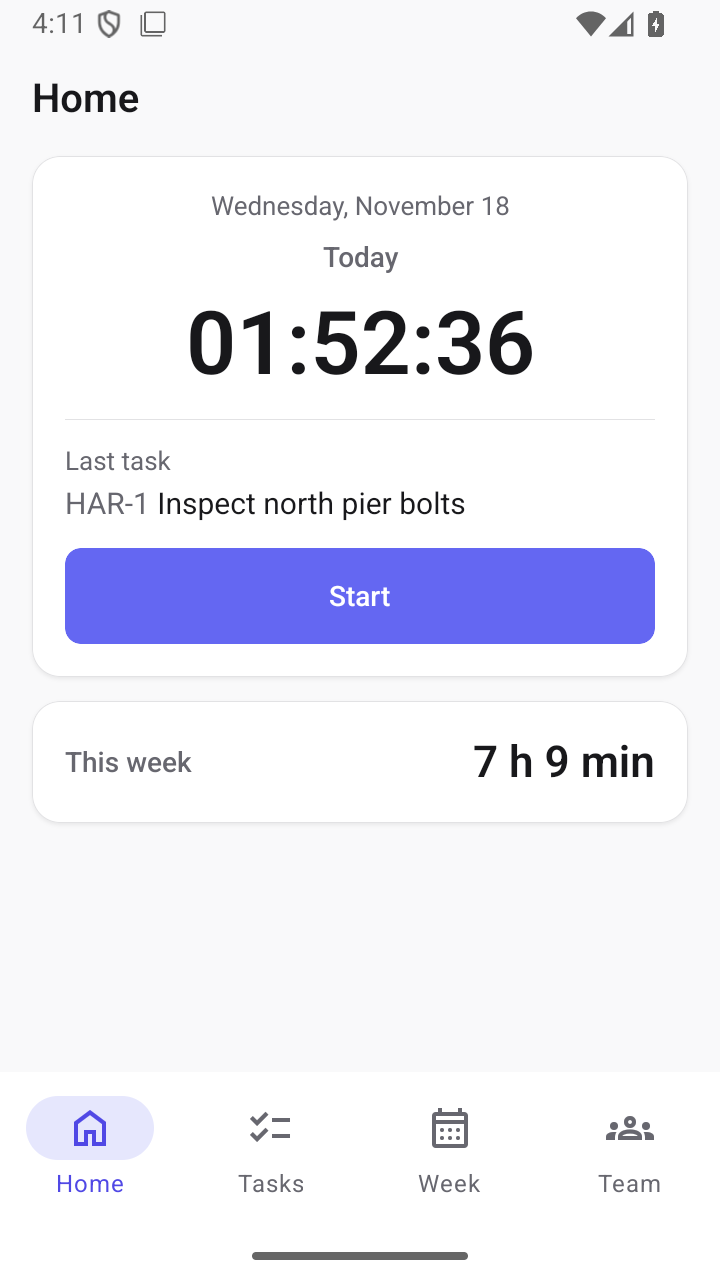 4:11
Home
Wednesday, November 18
Today
01:52:36
Last task
HAR-1 Inspect north pier bolts
Start
This week
7 h 9 min
Home
Tasks
Week
Team